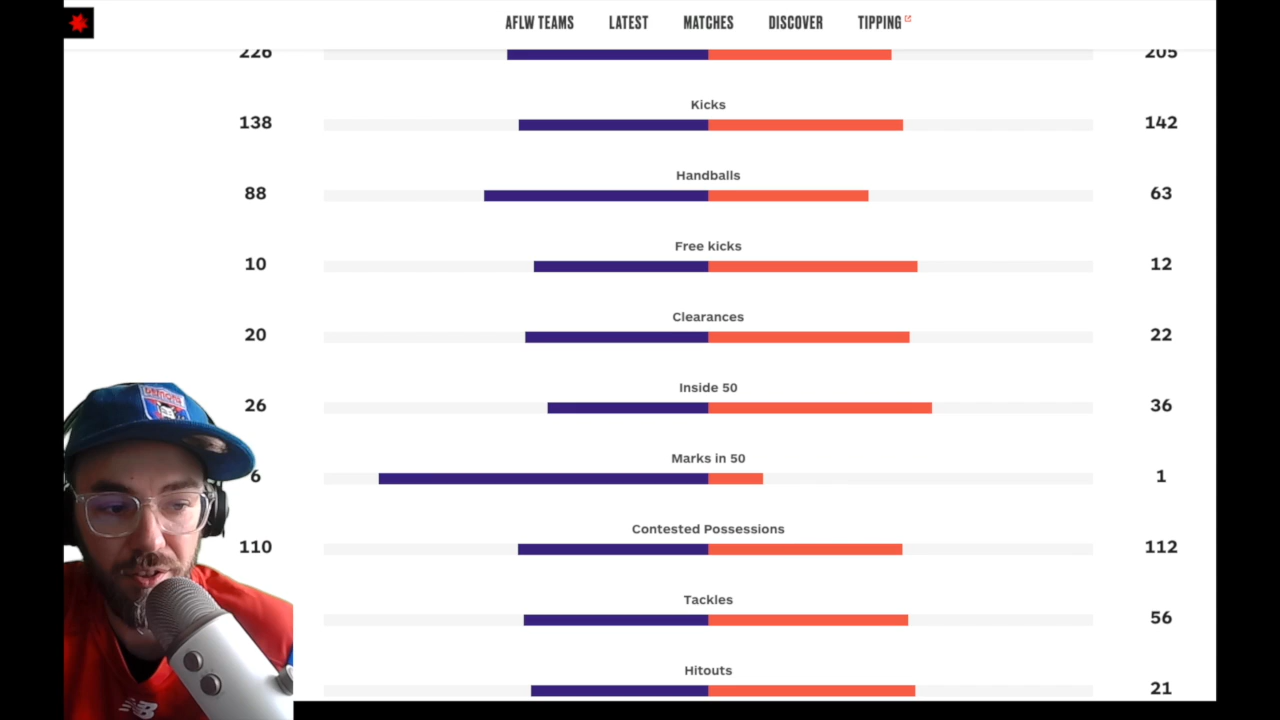 AFLW TEAMS LATEST MATCHES DISCOVER TIPPING
226 205
Kicks
138 142
Handballs
88 63
Free kicks
10 12
Clearances
20 22
Inside 50
26 36
Marks in 50
6 1
Contested Possessions
110 112
Tackles
56
Hitouts
21
DEMONS
NB